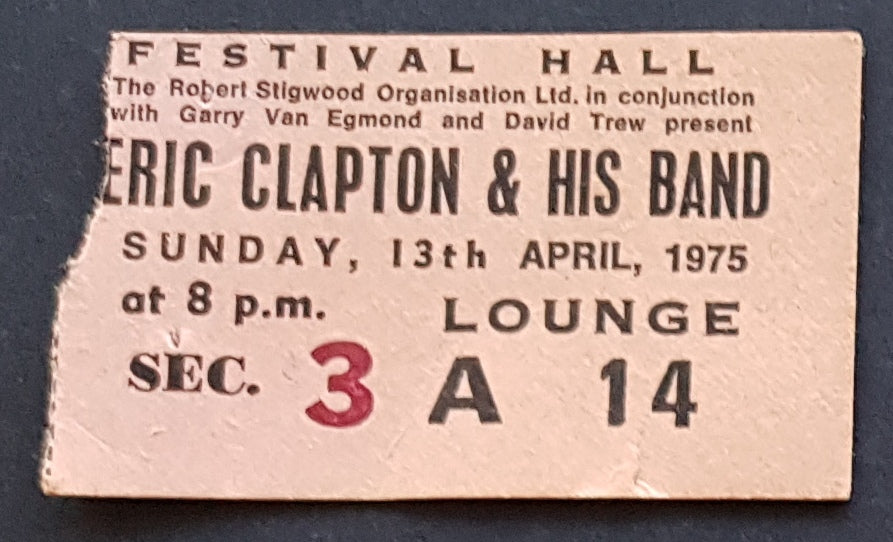 FESTIVAL HALL
The Robert Stigwood Organisation Ltd. in conjunction
with Garry Van Egmond and David Trew present
ERIC CLAPTON & HIS BAND
SUNDAY, 13th APRIL, 1975
at 8 p.m. LOUNGE
SEC. 3 A 14